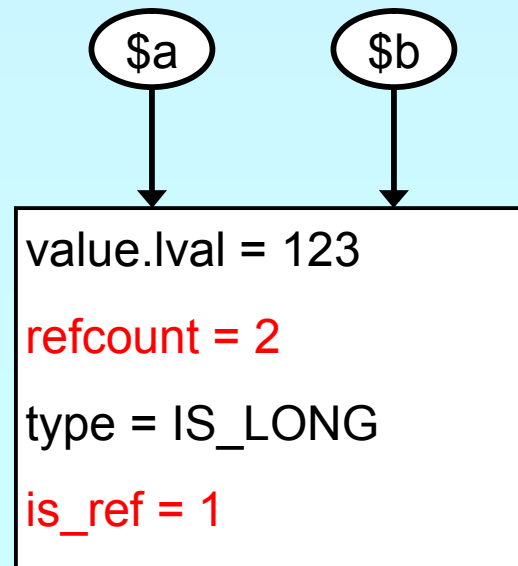 $a $b
value.lval = 123
refcount = 2
type = IS_LONG
is_ref = 1